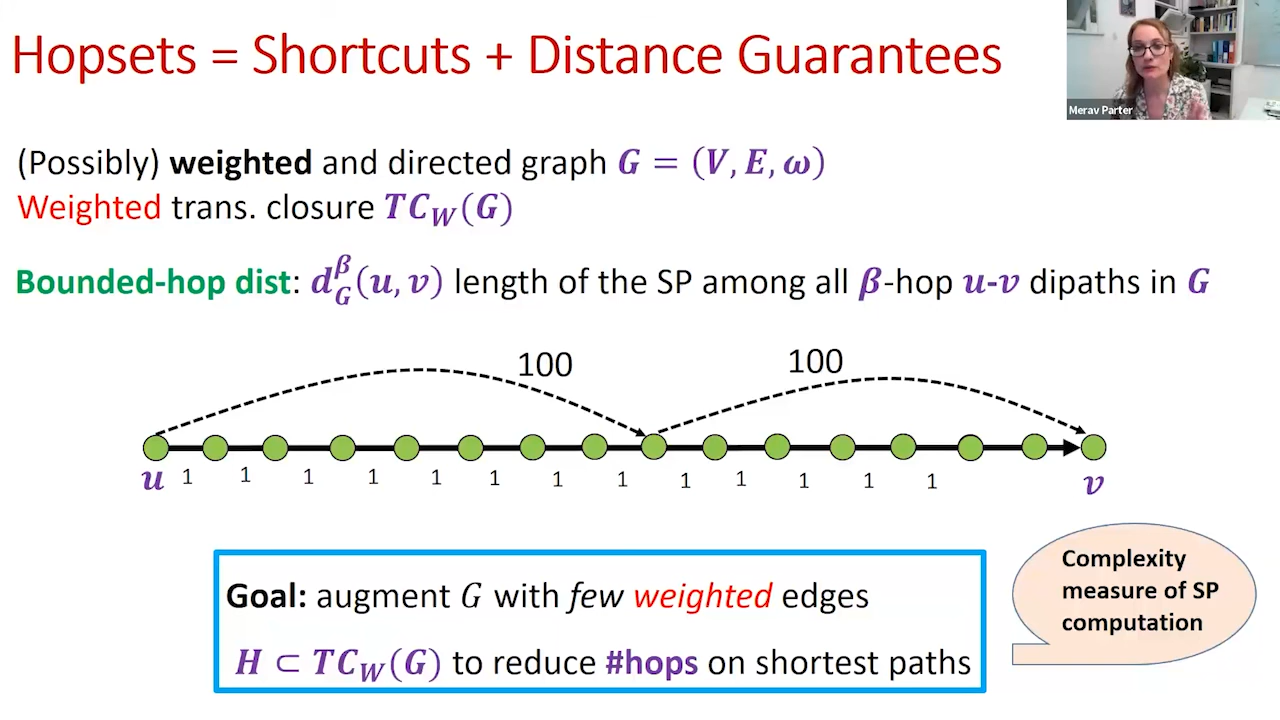 Hopsets = Shortcuts + Distance Guarantees
Merav Parter
(Possibly) weighted and directed graph G = (V, E, ω)
Weighted trans. closure TC_W(G)
Bounded-hop dist: d_G^β(u, v) length of the SP among all β-hop u-v dipaths in G
100 100
u 1 1 1 1 1 1 1 1 1 1 1 1 1 v
Goal: augment G with few weighted edges
H ⊂ TC_W(G) to reduce #hops on shortest paths
Complexity
measure of SP
computation